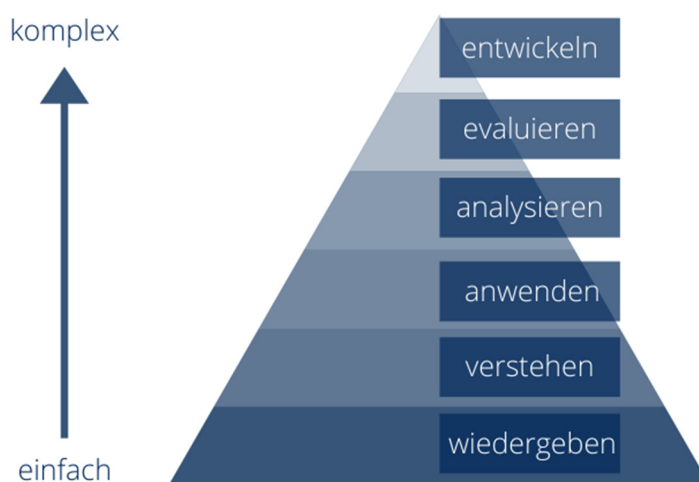 komplex
entwickeln
evaluieren
analysieren
anwenden
verstehen
wiedergeben
einfach